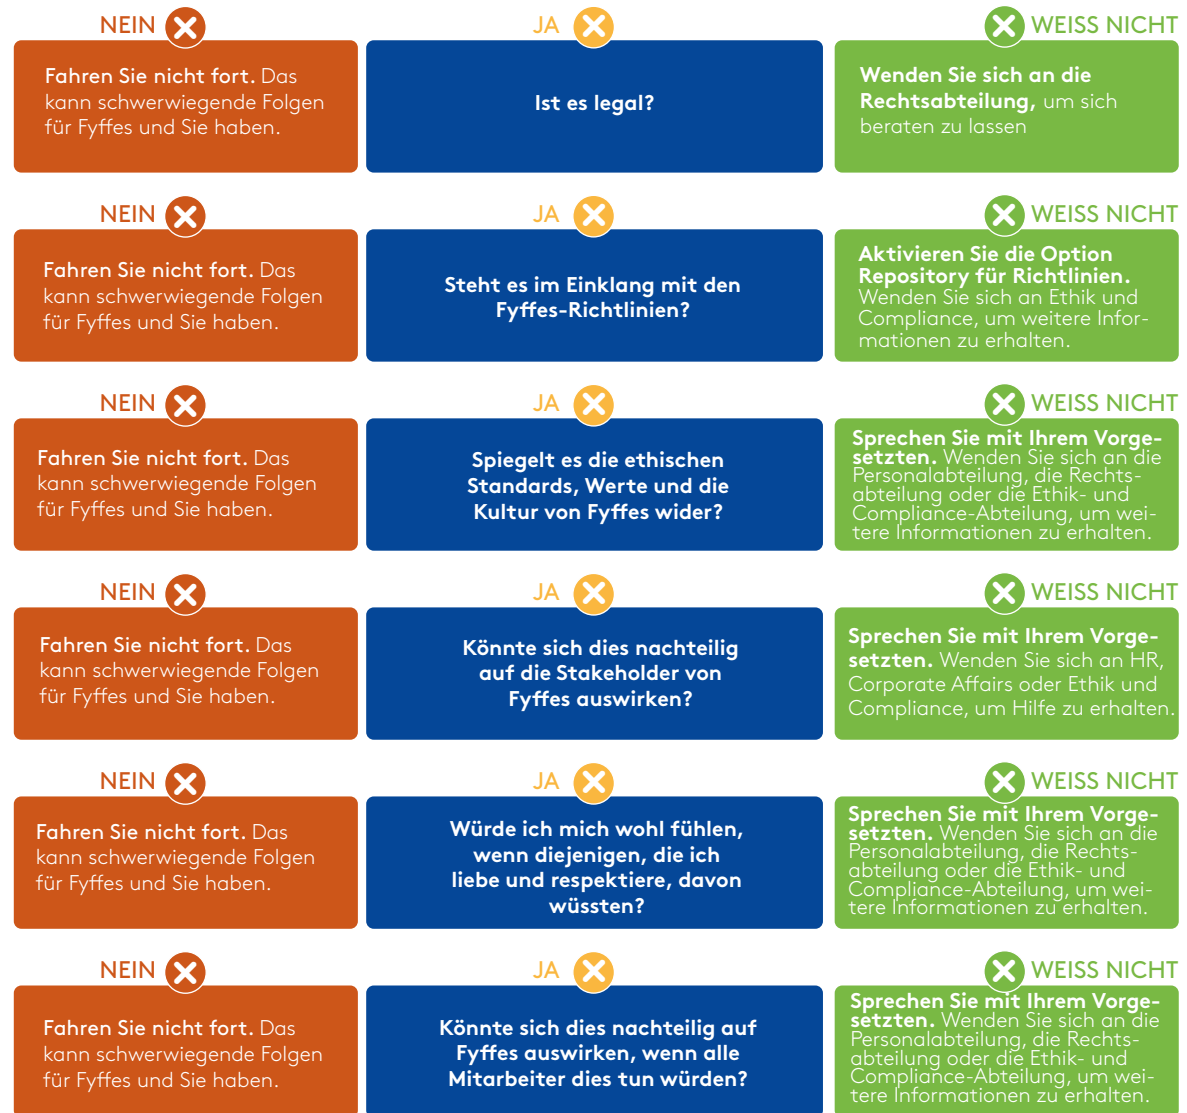 NEIN
JA
WEISS NICHT
Fahren Sie nicht fort. Das
kann schwerwiegende Folgen
für Fyffes und Sie haben.
Ist es legal?
Wenden Sie sich an die
Rechtsabteilung, um sich
beraten zu lassen
NEIN
JA
WEISS NICHT
Fahren Sie nicht fort. Das
kann schwerwiegende Folgen
für Fyffes und Sie haben.
Steht es im Einklang mit den
Fyffes-Richtlinien?
Aktivieren Sie die Option
Repository für Richtlinien.
Wenden Sie sich an Ethik und
Compliance, um weitere Infor-
mationen zu erhalten.
NEIN
JA
WEISS NICHT
Fahren Sie nicht fort. Das
kann schwerwiegende Folgen
für Fyffes und Sie haben.
Spiegelt es die ethischen
Standards, Werte und die
Kultur von Fyffes wider?
Sprechen Sie mit Ihrem Vorge-
setzten. Wenden Sie sich an die
Personalabteilung, die Rechts-
abteilung oder die Ethik- und
Compliance-Abteilung, um wei-
tere Informationen zu erhalten.
NEIN
JA
WEISS NICHT
Fahren Sie nicht fort. Das
kann schwerwiegende Folgen
für Fyffes und Sie haben.
Könnte sich dies nachteilig
auf die Stakeholder von
Fyffes auswirken?
Sprechen Sie mit Ihrem Vorge-
setzten. Wenden Sie sich an HR,
Corporate Affairs oder Ethik und
Compliance, um Hilfe zu erhalten.
NEIN
JA
WEISS NICHT
Fahren Sie nicht fort. Das
kann schwerwiegende Folgen
für Fyffes und Sie haben.
Würde ich mich wohl fühlen,
wenn diejenigen, die ich
liebe und respektiere, davon
wüssten?
Sprechen Sie mit Ihrem Vorge-
setzten. Wenden Sie sich an die
Personalabteilung, die Rechts-
abteilung oder die Ethik- und
Compliance-Abteilung, um wei-
tere Informationen zu erhalten.
NEIN
JA
WEISS NICHT
Fahren Sie nicht fort. Das
kann schwerwiegende Folgen
für Fyffes und Sie haben.
Könnte sich dies nachteilig auf
Fyffes auswirken, wenn alle
Mitarbeiter dies tun würden?
Sprechen Sie mit Ihrem Vorge-
setzten. Wenden Sie sich an die
Personalabteilung, die Rechts-
abteilung oder die Ethik- und
Compliance-Abteilung, um wei-
tere Informationen zu erhalten.